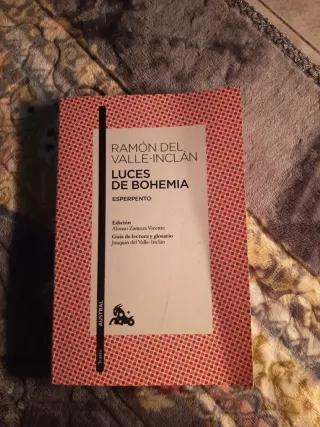 RAMÓN DEL
VALLE-INCLÁN
LUCES
DE BOHEMIA
ESPERPENTO
Edición
Alonso Zamora Vicente
Guía de lectura y glosario
Joaquín del Valle-Inclán
AUSTRAL
Teatro